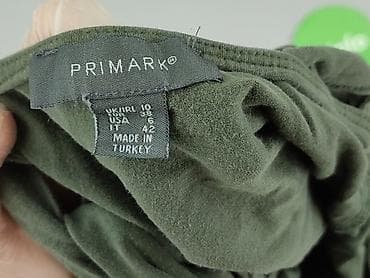 PRIMARK®
UK/IRL 10
EUR 38
USA 6
IT 42
MADE IN
TURKEY